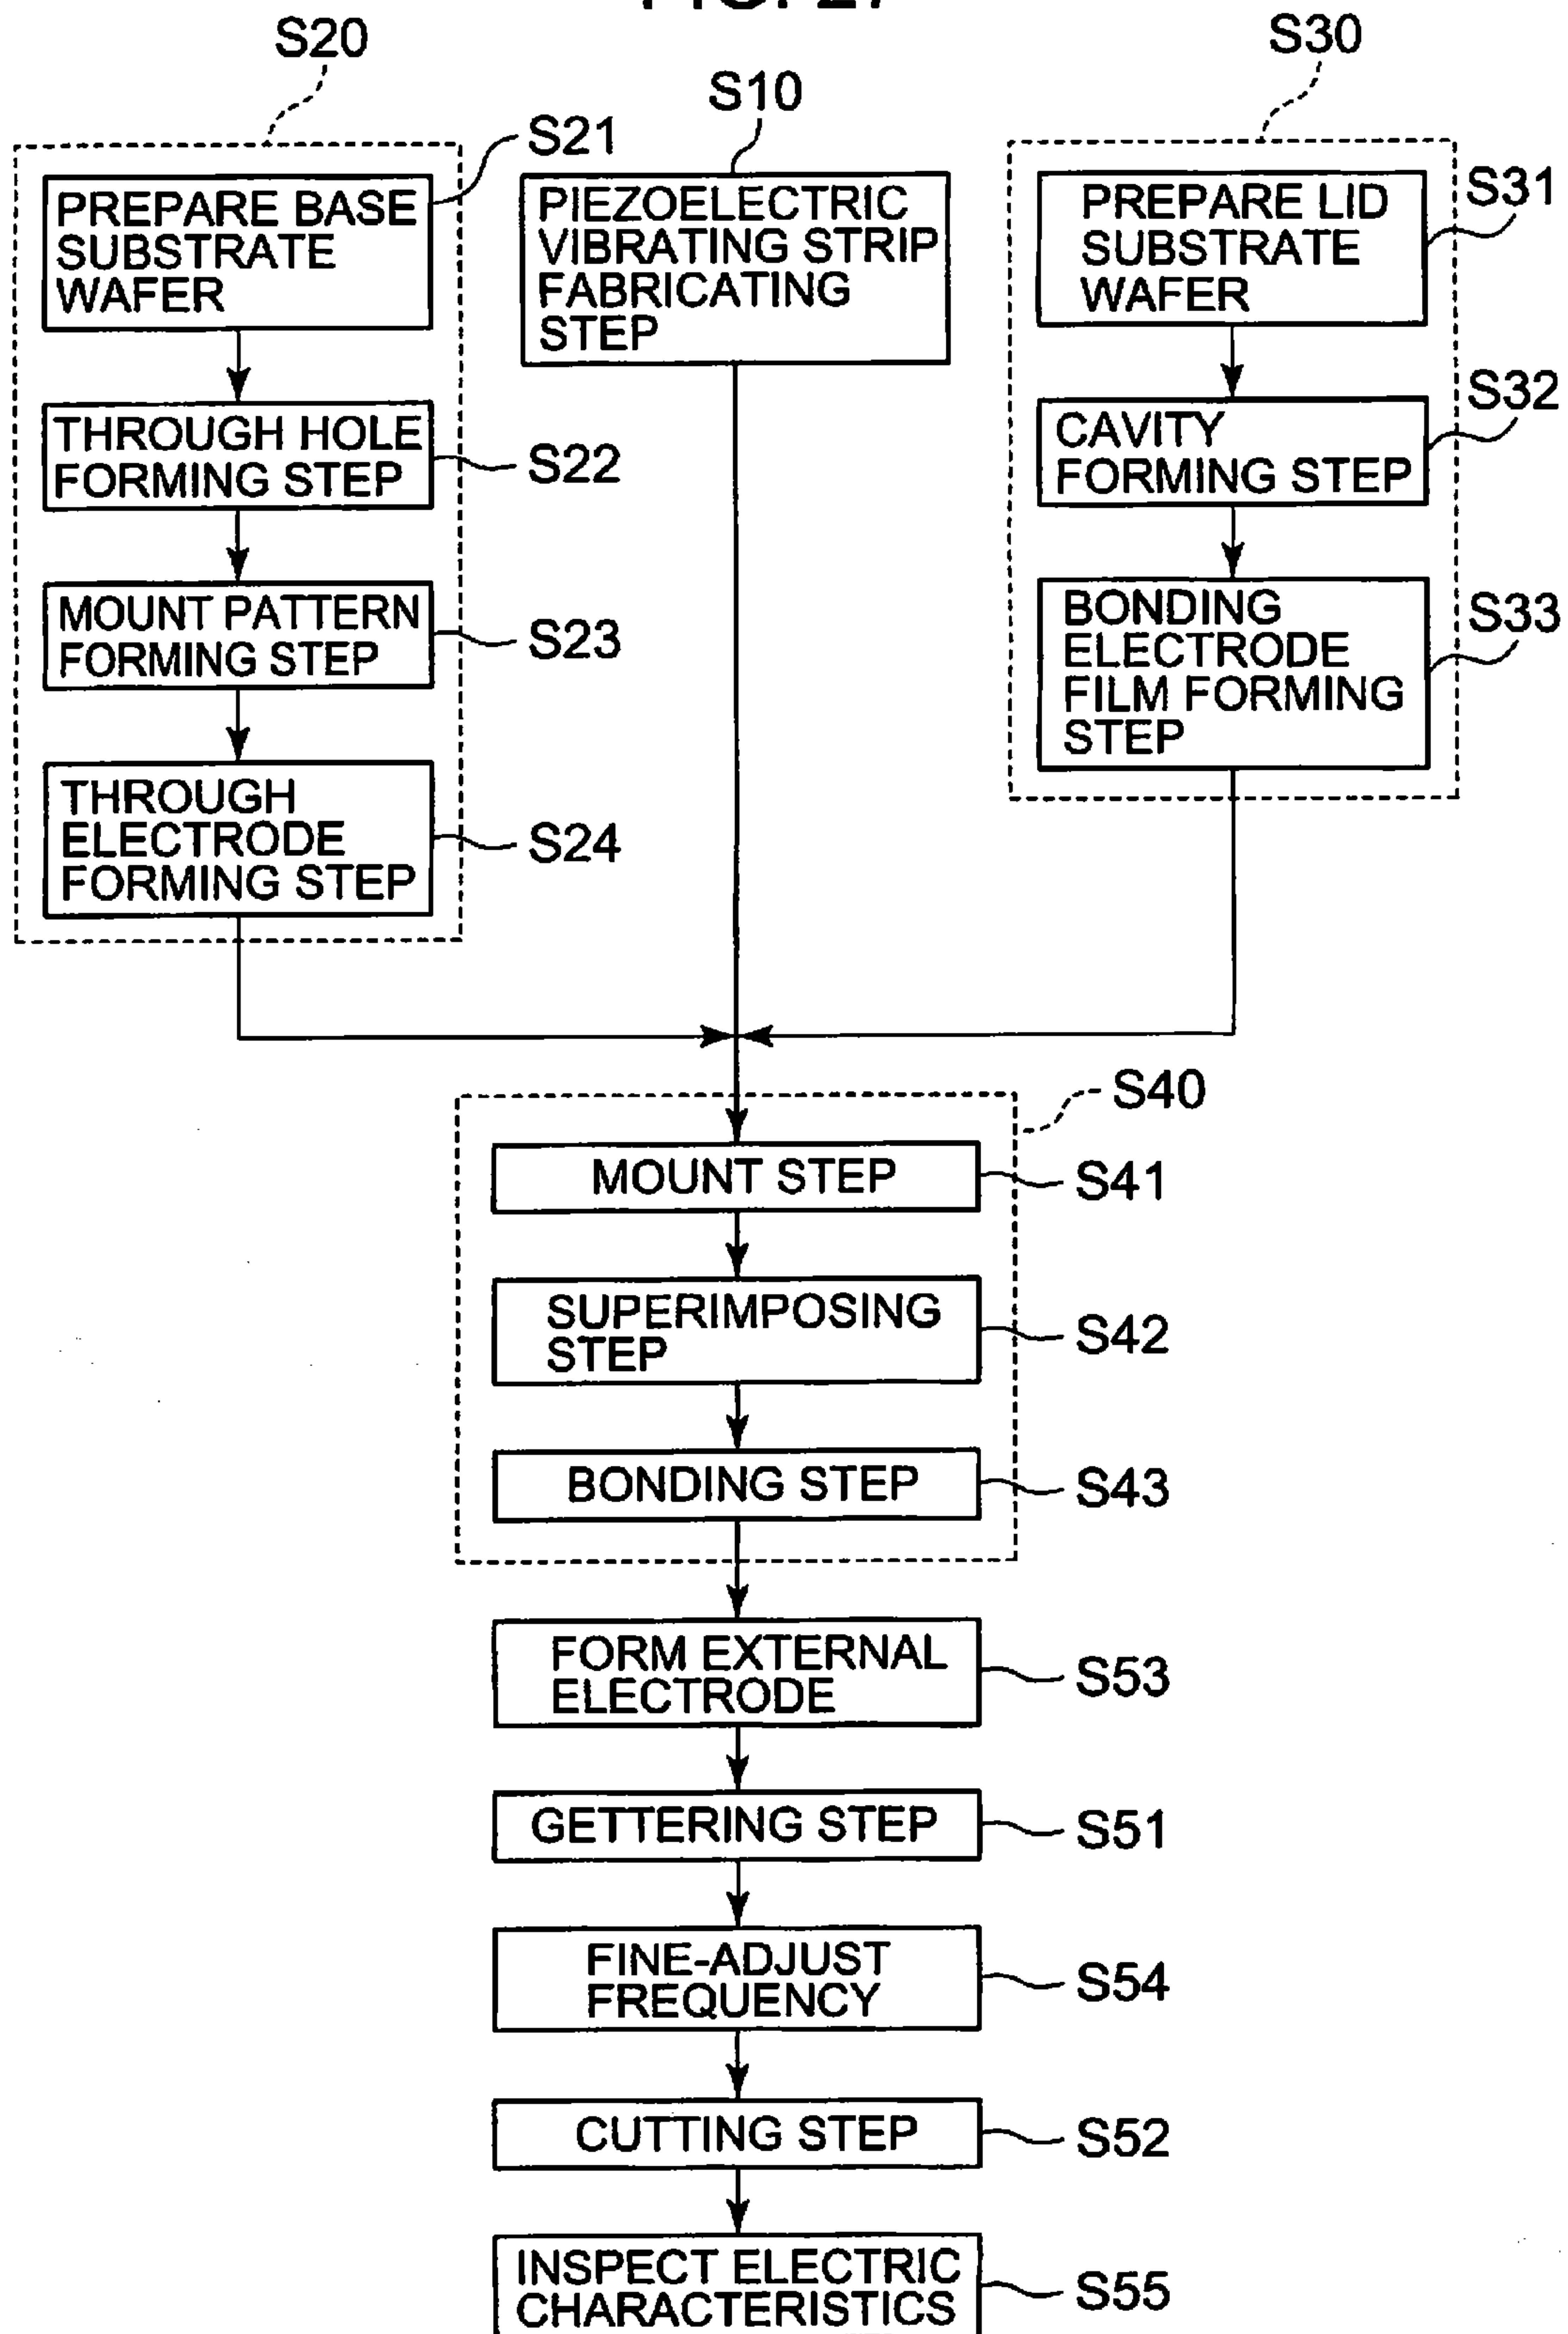 S20
S30
S10
S21
PREPARE BASE
SUBSTRATE
WAFER
PIEZOELECTRIC
VIBRATING STRIP
FABRICATING
STEP
PREPARE LID
SUBSTRATE
WAFER
S31
THROUGH HOLE
FORMING STEP
S22
CAVITY
FORMING STEP
S32
MOUNT PATTERN
FORMING STEP
S23
BONDING
ELECTRODE
FILM FORMING
STEP
S33
THROUGH
ELECTRODE
FORMING STEP
S24
S40
MOUNT STEP
S41
SUPERIMPOSING
STEP
S42
BONDING STEP
S43
FORM EXTERNAL
ELECTRODE
S53
GETTERING STEP
S51
FINE-ADJUST
FREQUENCY
S54
CUTTING STEP
S52
INSPECT ELECTRIC
CHARACTERISTICS
S55